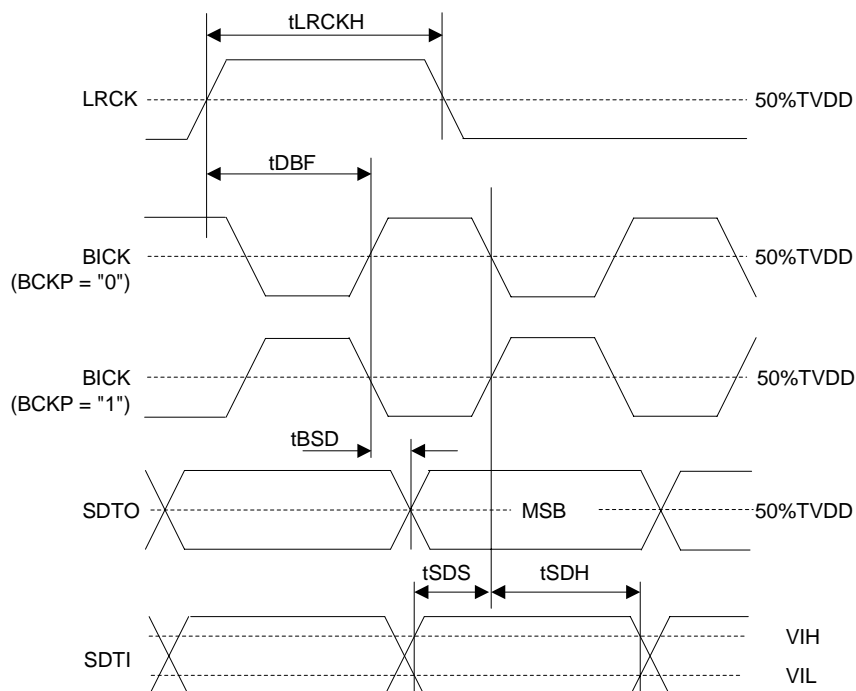 tLRCKH
LRCK
50%TVDD
tDBF
BICK
(BCKP = "0")
50%TVDD
BICK
(BCKP = "1")
50%TVDD
tBSD
SDTO
MSB
50%TVDD
tSDS
tSDH
SDTI
VIH
VIL